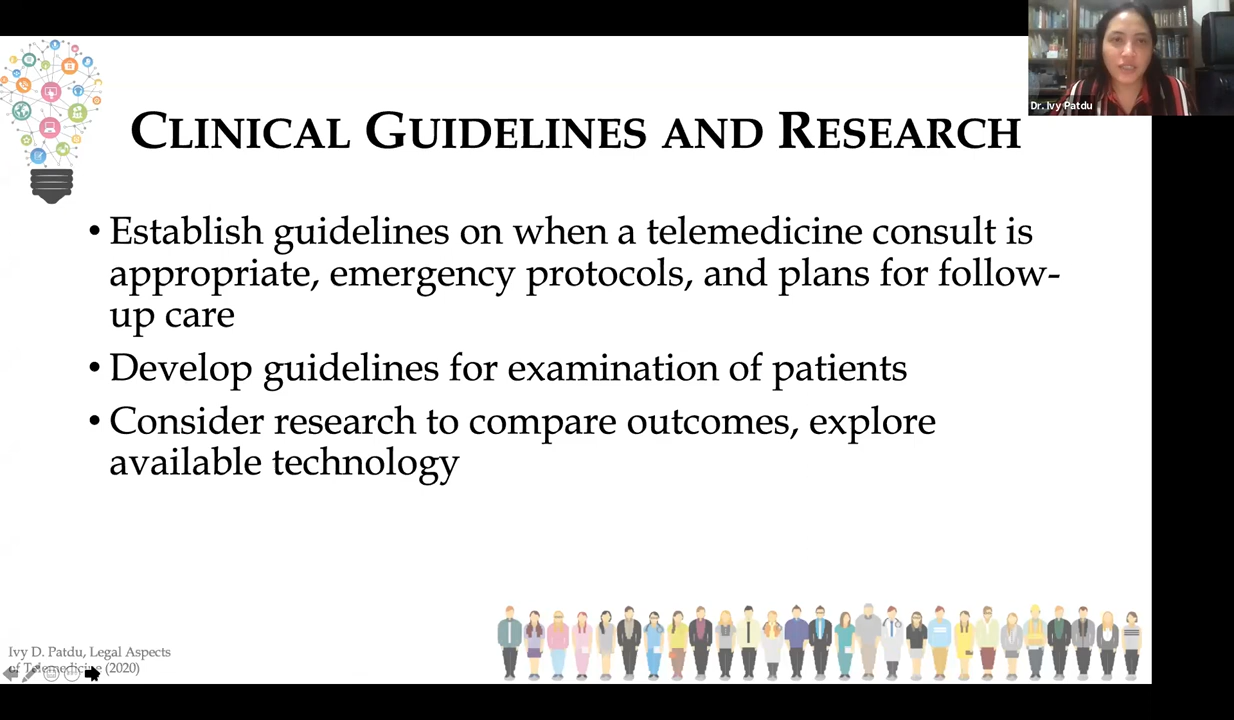 Dr. Ivy Patdu
CLINICAL GUIDELINES AND RESEARCH
• Establish guidelines on when a telemedicine consult is
appropriate, emergency protocols, and plans for follow-
up care
• Develop guidelines for examination of patients
• Consider research to compare outcomes, explore
available technology
Ivy D. Patdu, Legal Aspects
of Telemedicine (2020)